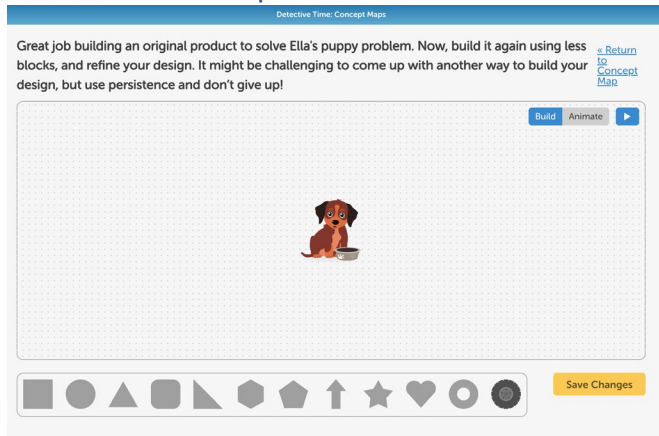 Detective Time: Concept Maps
Great job building an original product to solve Ella's puppy problem. Now, build it again using less
blocks, and refine your design. It might be challenging to come up with another way to build your
design, but use persistence and don't give up!
« Return
to
Concept
Map
Build Animate
Save Changes